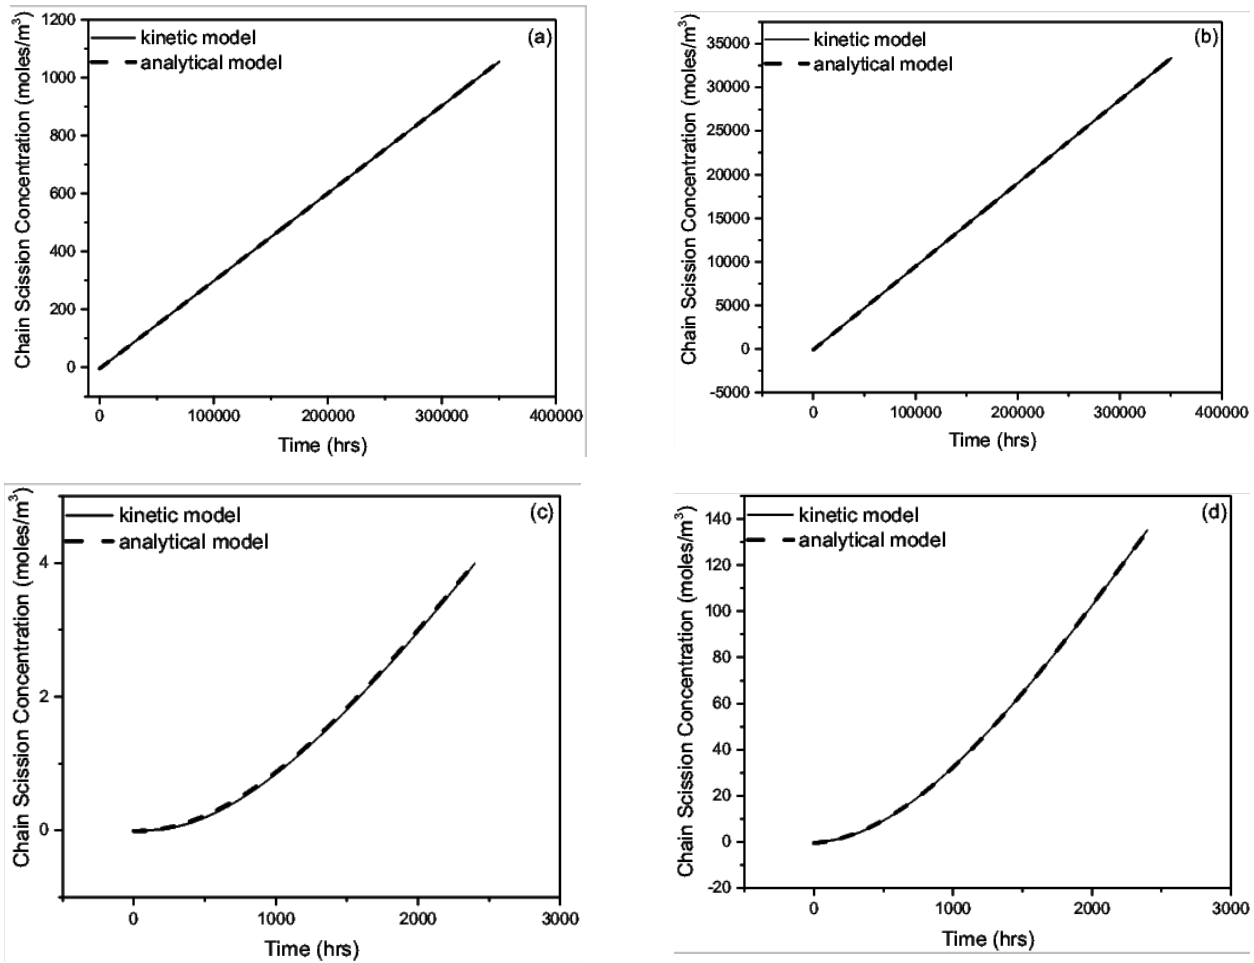 (a)
kinetic model
analytical model
Chain Scission Concentration (moles/m³)
1200
1000
800
600
400
200
0
0 100000 200000 300000 400000
Time (hrs)
(b)
kinetic model
analytical model
Chain Scission Concentration (moles/m³)
35000
30000
25000
20000
15000
10000
5000
0
-5000
0 100000 200000 300000 400000
Time (hrs)
(c)
kinetic model
analytical model
Chain Scission Concentration (moles/m³)
4
2
0
0 1000 2000 3000
Time (hrs)
(d)
kinetic model
analytical model
Chain Scission Concentration (moles/m³)
140
120
100
80
60
40
20
0
-20
0 1000 2000 3000
Time (hrs)